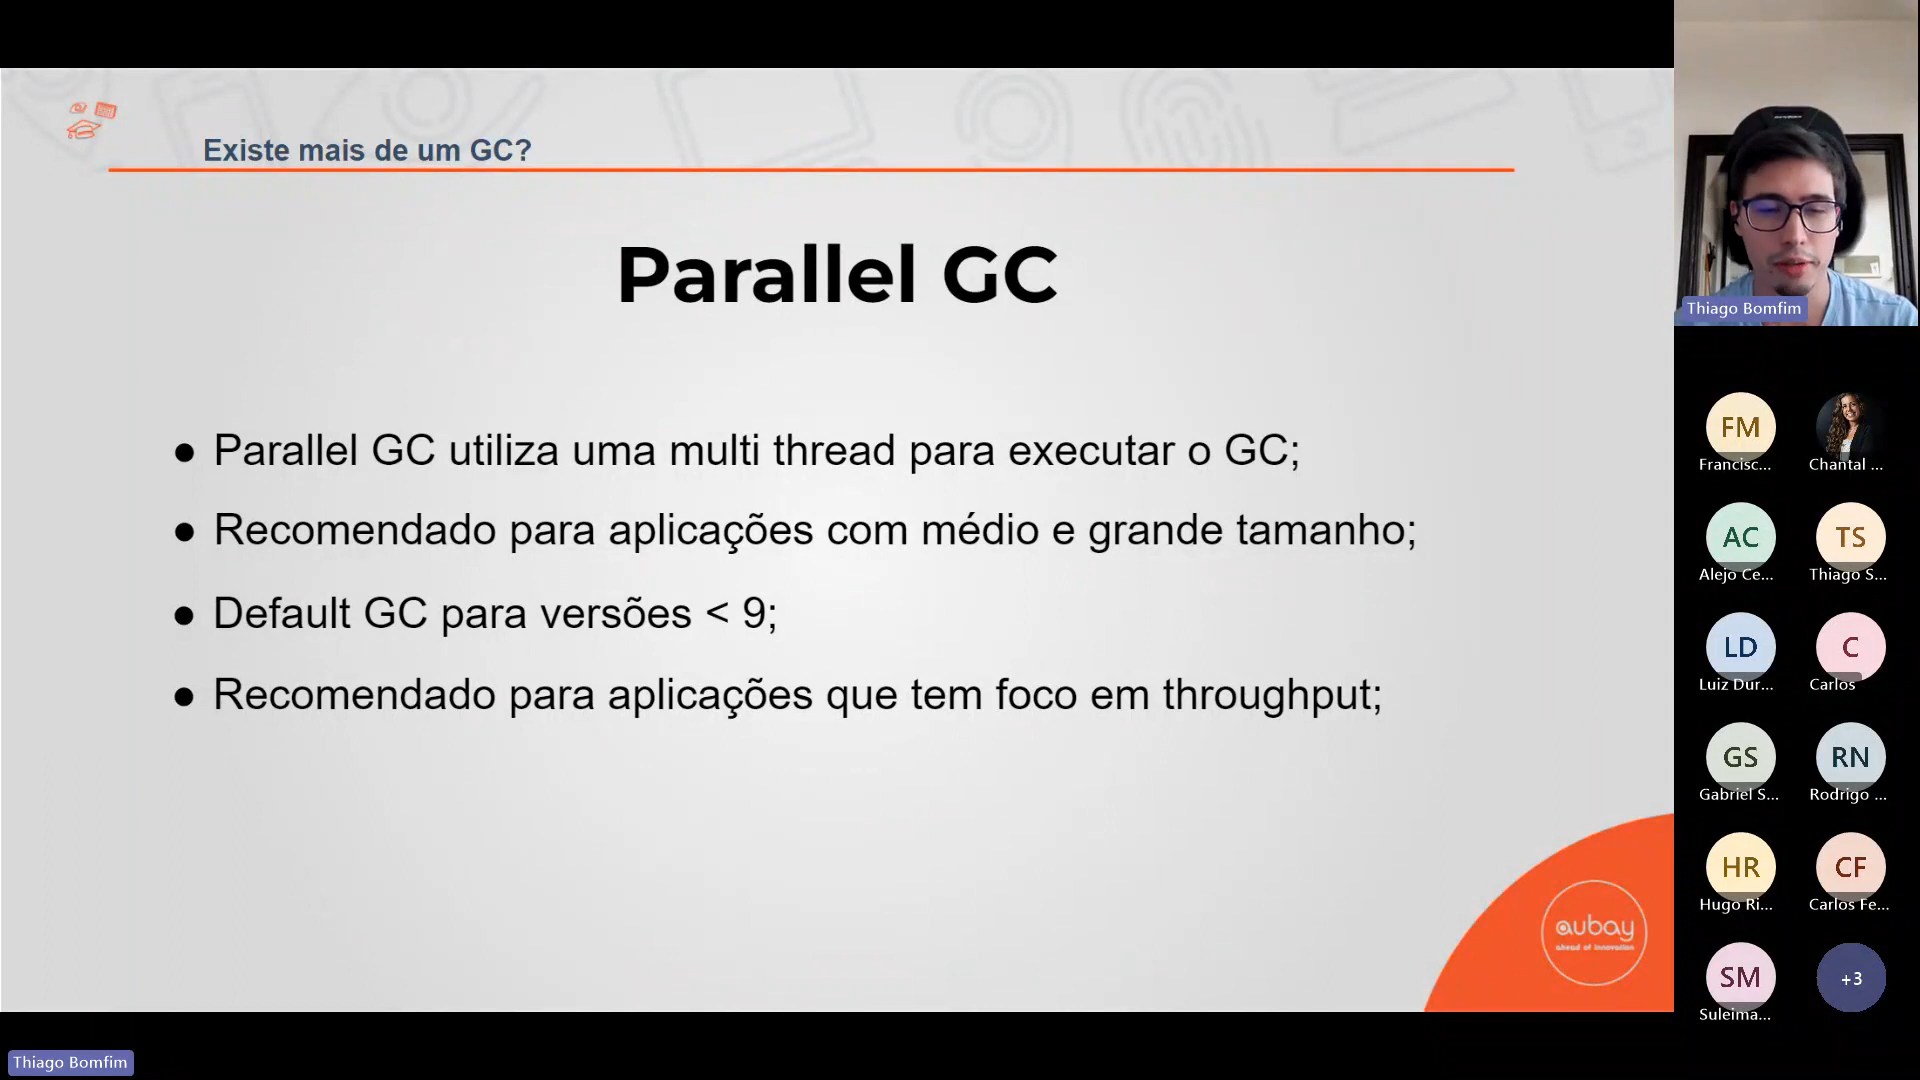 Existe mais de um GC?
Parallel GC
● Parallel GC utiliza uma multi thread para executar o GC;
● Recomendado para aplicações com médio e grande tamanho;
● Default GC para versões < 9;
● Recomendado para aplicações que tem foco em throughput;
aubay
ahead of innovation
Thiago Bomfim
Thiago Bomfim
FM
Francisc...
Chantal ...
AC
Alejo Ce...
TS
Thiago S...
LD
Luiz Dur...
C
Carlos
GS
Gabriel S...
RN
Rodrigo ...
HR
Hugo Ri...
CF
Carlos Fe...
SM
Suleima...
+3